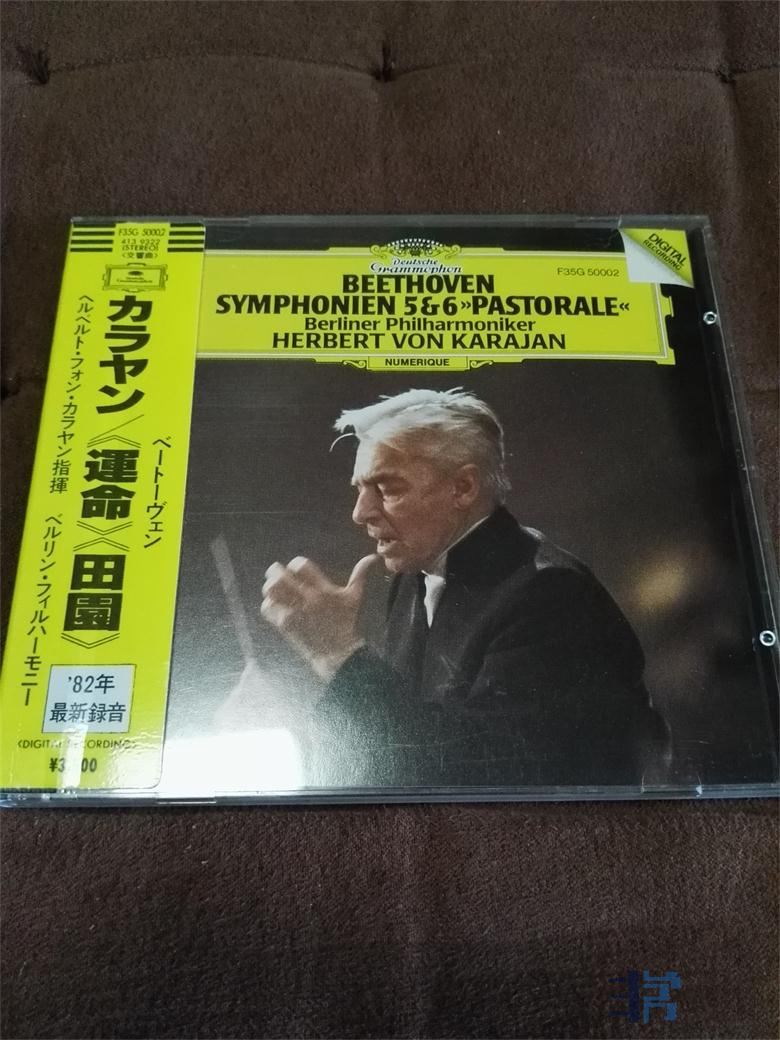 F35G 50002
413 9322
(STEREO)
〈交響曲〉
Deutsche
Grammophon
カラヤン/《運命》《田園》
ベートーヴェン
ヘルベルト・フォン・カラヤン指揮 ベルリン・フィルハーモニー
'82年
最新録音
<DIGITAL RECORDING>
Deutsche
Grammophon
F35G 50002
BEETHOVEN
SYMPHONIEN 5&6 »PASTORALE«
Berliner Philharmoniker
HERBERT VON KARAJAN
NUMERIQUE
DIGITAL
RECORDING